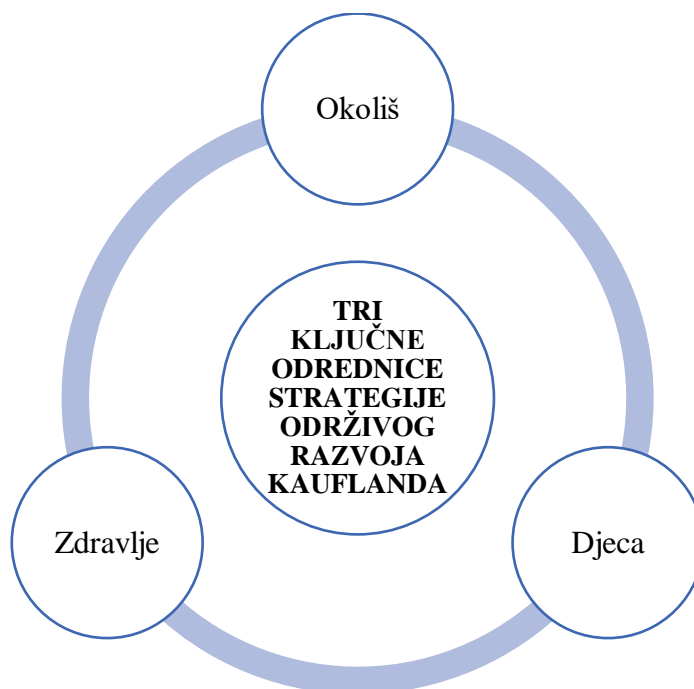 Okoliš
TRI
KLJUČNE
ODREDNICE
STRATEGIJE
ODRŽIVOG
RAZVOJA
KAUFLANDA
Zdravlje
Djeca